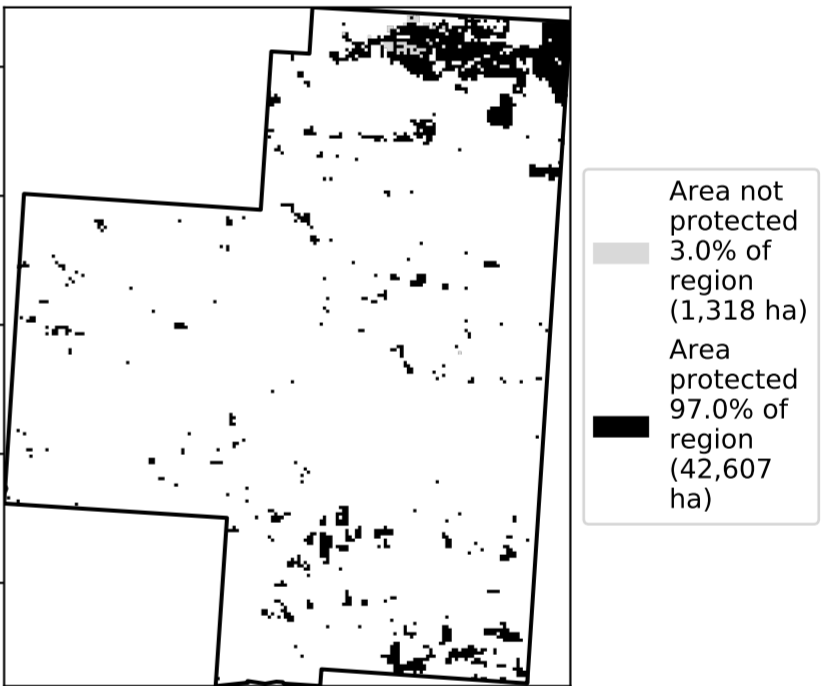 Area not
protected
3.0% of
region
(1,318 ha)
Area
protected
97.0% of
region
(42,607
ha)